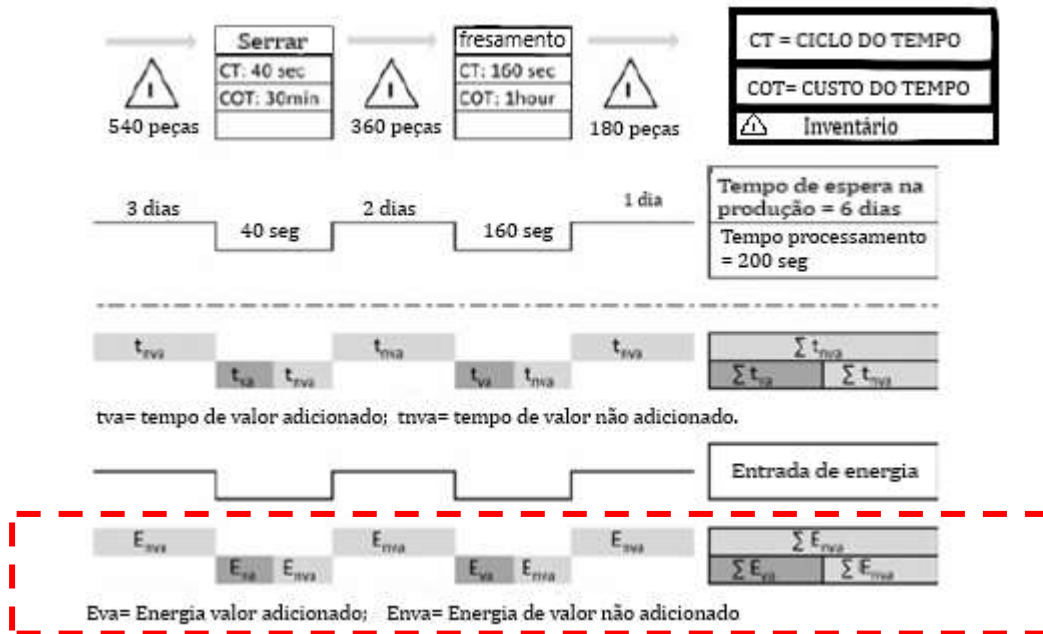 Serrar
CT: 40 sec
COT: 30min
fresamento
CT: 160 sec
COT: 1hour
CT = CICLO DO TEMPO
COT= CUSTO DO TEMPO
I Inventário
I
I
I
540 peças
360 peças
180 peças
3 dias
40 seg
2 dias
160 seg
1 dia
Tempo de espera na
produção = 6 dias
Tempo processamento
= 200 seg
tnva
tnva
tnva
∑ tnva
tva tnva
tva tnva
∑ tva ∑ tnva
tva= tempo de valor adicionado; tnva= tempo de valor não adicionado.
Entrada de energia
Enva
Enva
Enva
∑ Enva
Eva Enva
Eva Enva
∑ Eva ∑ Enva
Eva= Energia valor adicionado; Enva= Energia de valor não adicionado